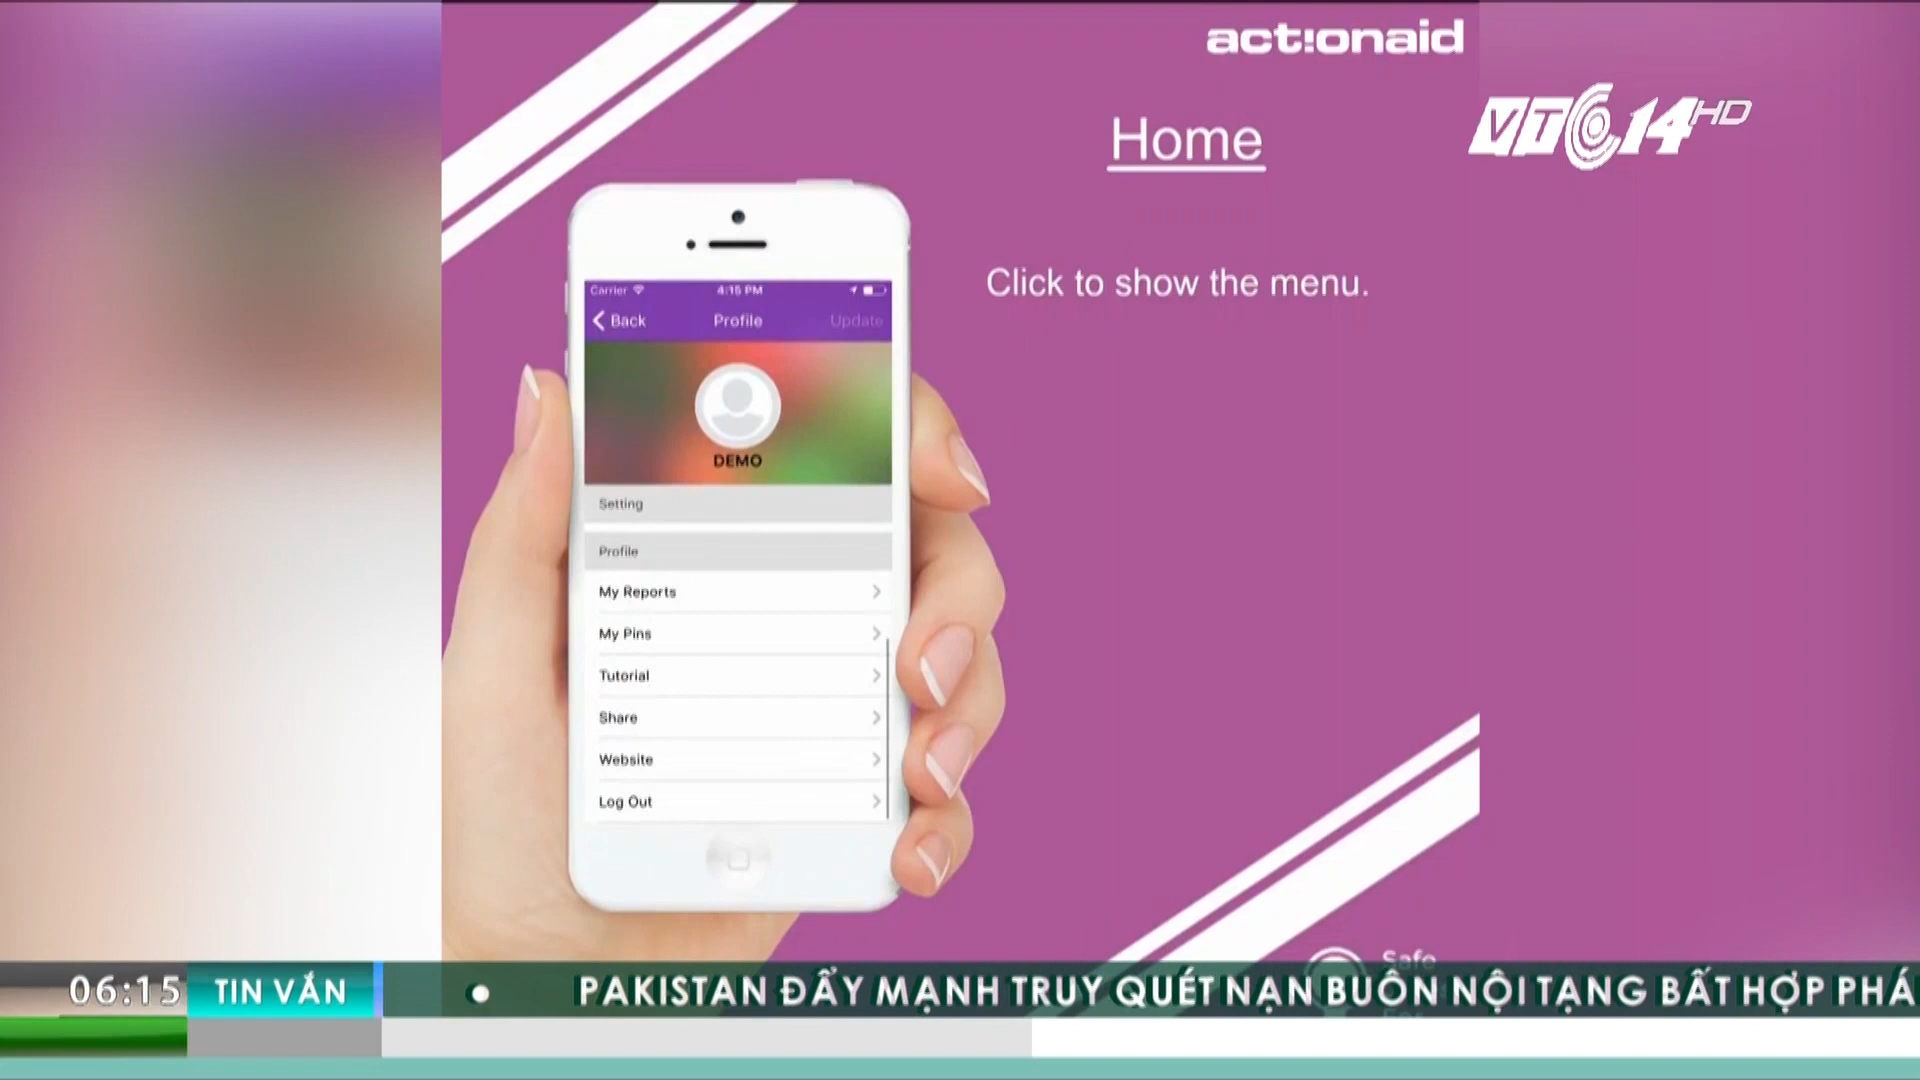 act:onaid
VTC14HD
Home
Click to show the menu.
Carrier 4:15 PM
Back Profile Update
DEMO
Setting
Profile
My Reports
My Pins
Tutorial
Share
Website
Log Out
Safe
06:15 TIN VẮN PAKISTAN ĐẨY MẠNH TRUY QUÉT NẠN BUÔN NỘI TẠNG BẤT HỢP PHÁ